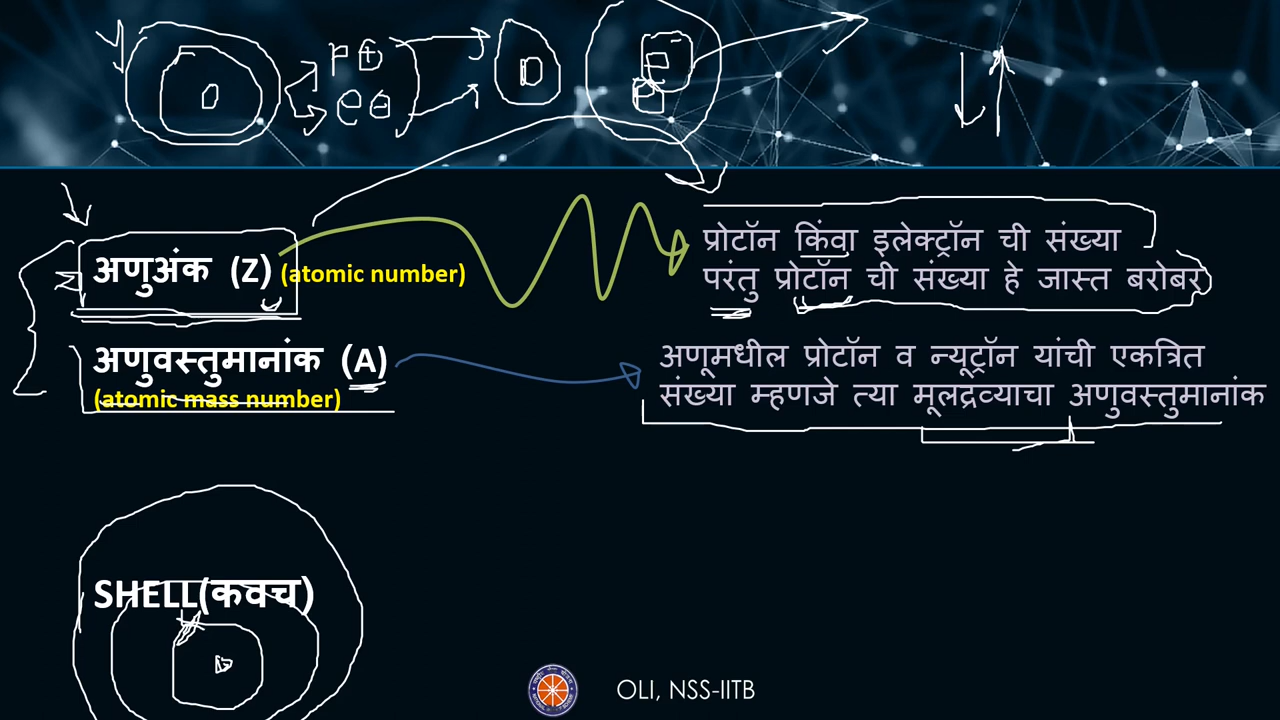 p⊕
e⊖
अणुअंक (Z) (atomic number)
प्रोटॉन किंवा इलेक्ट्रॉन ची संख्या
परंतु प्रोटॉन ची संख्या हे जास्त बरोबर
अणुवस्तुमानांक (A)
(atomic mass number)
अणूमधील प्रोटॉन व न्यूट्रॉन यांची एकत्रित
संख्या म्हणजे त्या मूलद्रव्याचा अणुवस्तुमानांक
SHELL(कवच)
OLI, NSS-IITB